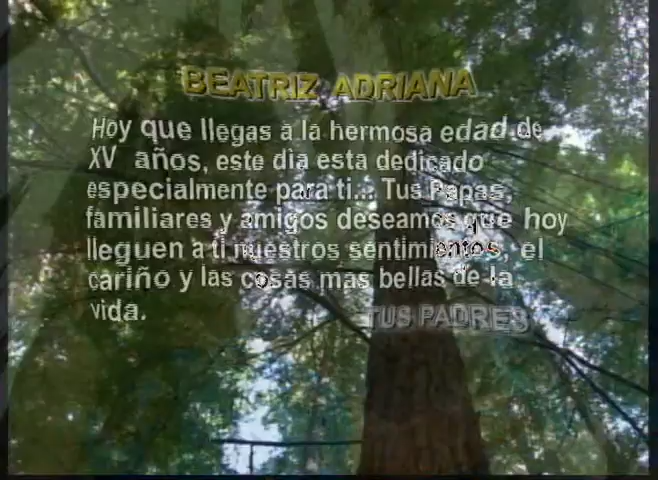 BEATRIZ ADRIANA
Hoy que llegas a la hermosa edad de
XV años, este dia esta dedicado
especialmente para ti... Tus Papas,
familiares y amigos deseamos que hoy
lleguen a ti nuestros sentimientos, el
cariño y las cosas mas bellas de la
vida.
TUS PADRES